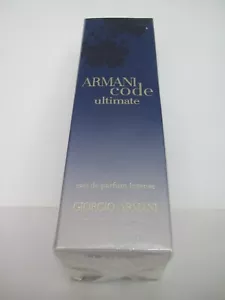 ARMANI
code
ultimate
eau de parfum intense
GIORGIO ARMANI